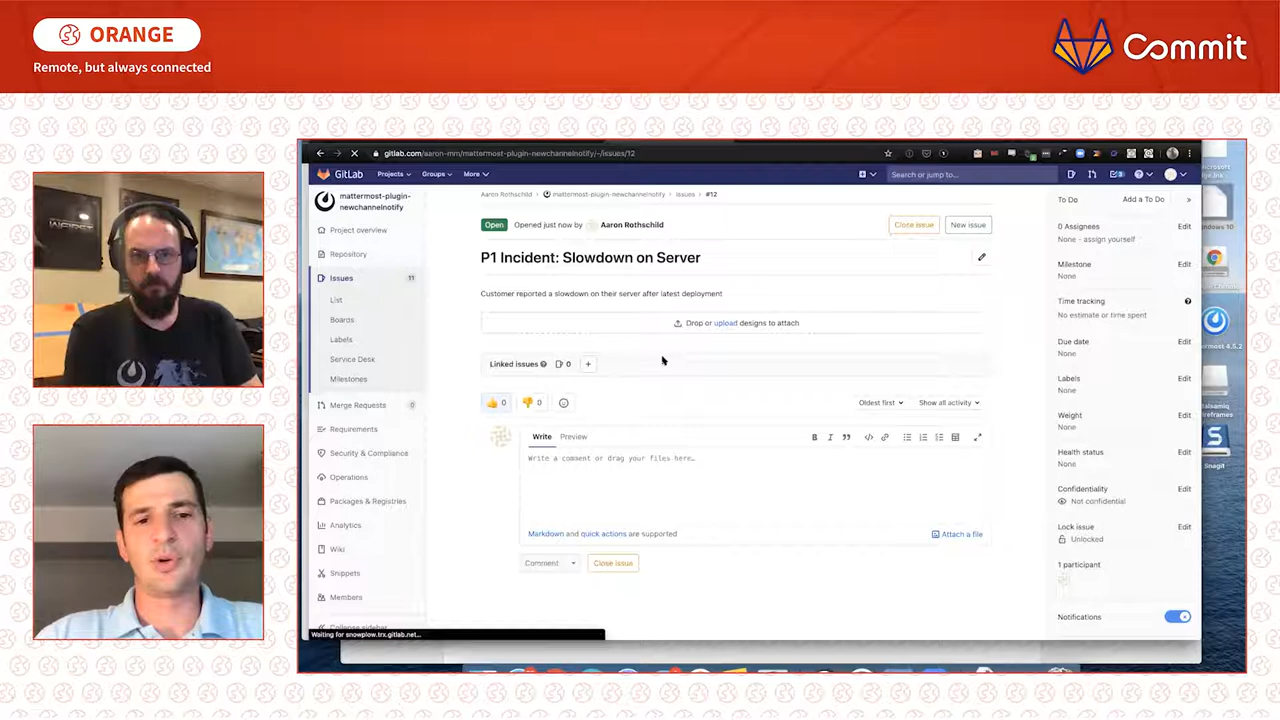 ORANGE
Remote, but always connected
Commit
gitlab.com/aaron-mm/mattermost-plugin-newchannelnotify/-/issues/12
GitLab
Projects
Groups
More
Search or jump to...
mattermost-plugin-
newchannelnotify
Project overview
Repository
Issues
11
List
Boards
Labels
Service Desk
Milestones
Merge Requests
0
Requirements
Security & Compliance
Operations
Packages & Registries
Analytics
Wiki
Snippets
Members
Collapse sidebar
Waiting for snowplow.trx.gitlab.net...
Aaron Rothschild > mattermost-plugin-newchannelnotify > Issues > #12
Open Opened just now by Aaron Rothschild
Close issue
New issue
P1 Incident: Slowdown on Server
Customer reported a slowdown on their server after latest deployment
Drop or upload designs to attach
Linked issues 0 +
0 0
Oldest first
Show all activity
Write Preview
B I
Write a comment or drag your files here…
Markdown and quick actions are supported
Attach a file
Comment
Close issue
To Do Add a To Do »
0 Assignees Edit
None - assign yourself
Milestone Edit
None
Time tracking
No estimate or time spent
Due date Edit
None
Labels Edit
None
Weight Edit
None
Health status Edit
None
Confidentiality Edit
Not confidential
Lock issue Edit
Unlocked
1 participant
Notifications
Snagit